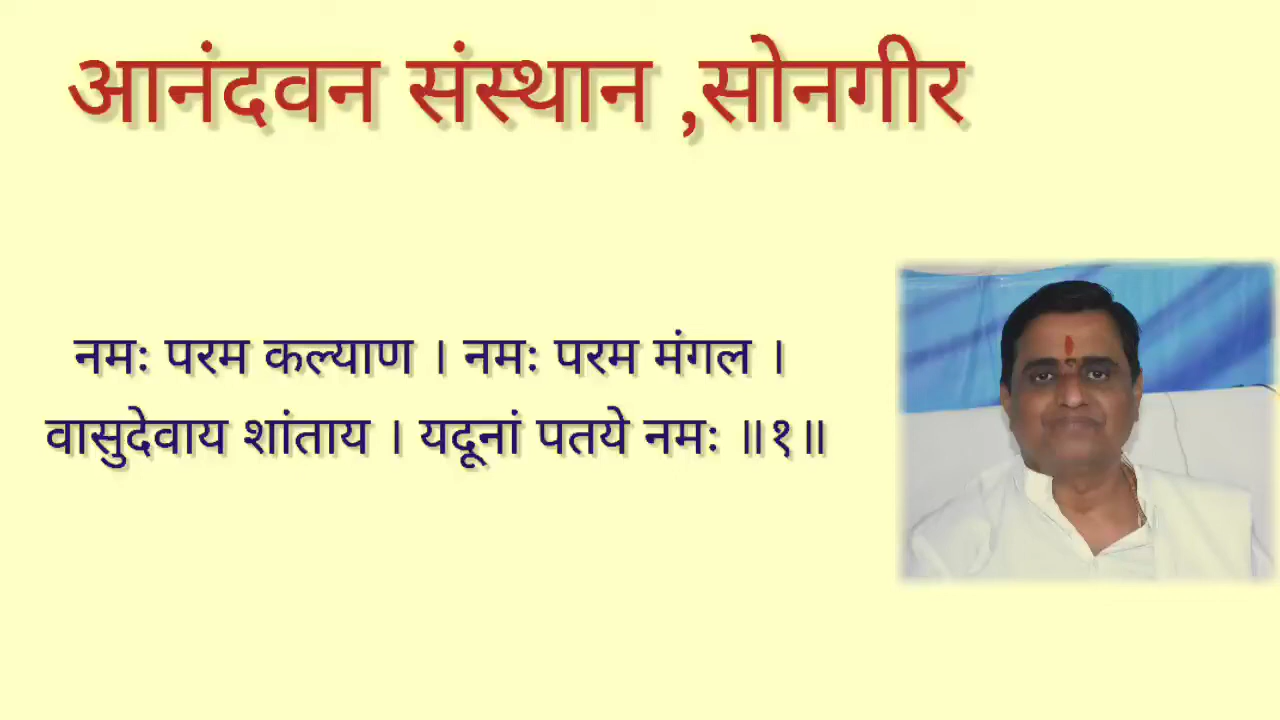 आनंदवन संस्थान ,सोनगीर
नमः परम कल्याण । नमः परम मंगल ।
वासुदेवाय शांताय । यदूनां पतये नमः ॥१॥